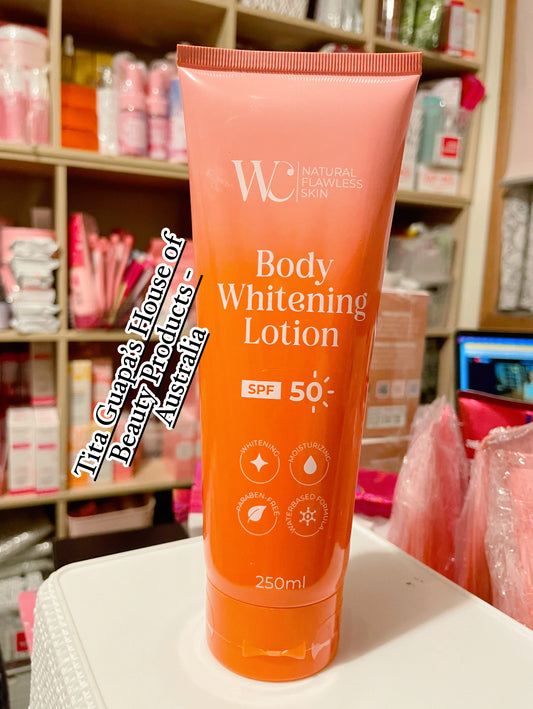 WC
NATURAL
FLAWLESS
SKIN
Body
Whitening
Lotion
SPF 50
WHITENING
MOISTURIZING
PARABEN-FREE
WATERBASED FORMULA
250ml
Tita Guapa's House of
Beauty Products -
Australia